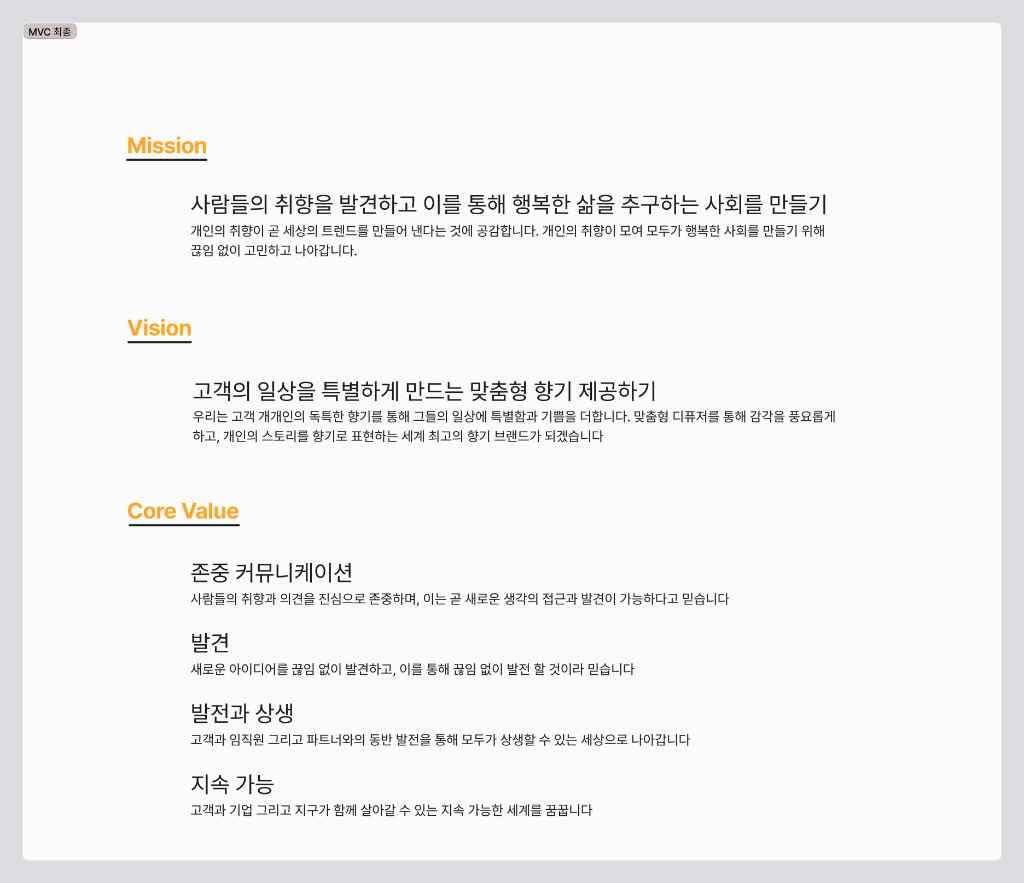 MVC 최종
Mission
사람들의 취향을 발견하고 이를 통해 행복한 삶을 추구하는 사회를 만들기
개인의 취향이 곧 세상의 트렌드를 만들어 낸다는 것에 공감합니다. 개인의 취향이 모여 모두가 행복한 사회를 만들기 위해
끊임 없이 고민하고 나아갑니다.
Vision
고객의 일상을 특별하게 만드는 맞춤형 향기 제공하기
우리는 고객 개개인의 독특한 향기를 통해 그들의 일상에 특별함과 기쁨을 더합니다. 맞춤형 디퓨저를 통해 감각을 풍요롭게
하고, 개인의 스토리를 향기로 표현하는 세계 최고의 향기 브랜드가 되겠습니다
Core Value
존중 커뮤니케이션
사람들의 취향과 의견을 진심으로 존중하며, 이는 곧 새로운 생각의 접근과 발견이 가능하다고 믿습니다
발견
새로운 아이디어를 끊임 없이 발견하고, 이를 통해 끊임 없이 발전 할 것이라 믿습니다
발전과 상생
고객과 임직원 그리고 파트너와의 동반 발전을 통해 모두가 상생할 수 있는 세상으로 나아갑니다
지속 가능
고객과 기업 그리고 지구가 함께 살아갈 수 있는 지속 가능한 세계를 꿈꿉니다